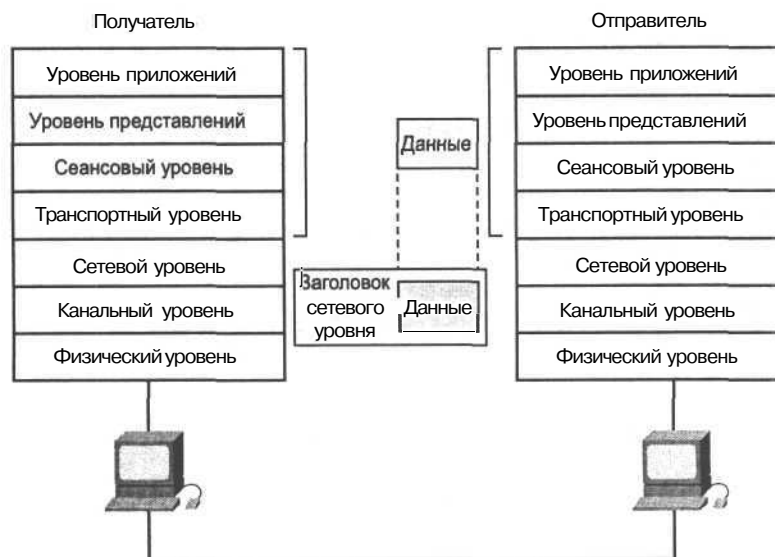 Получатель
Отправитель
Уровень приложений
Уровень представлений
Сеансовый уровень
Транспортный уровень
Сетевой уровень
Канальный уровень
Физический уровень
Данные
Заголовок
сетевого
уровня
Данные
Уровень приложений
Уровень представлений
Сеансовый уровень
Транспортный уровень
Сетевой уровень
Канальный уровень
Физический уровень